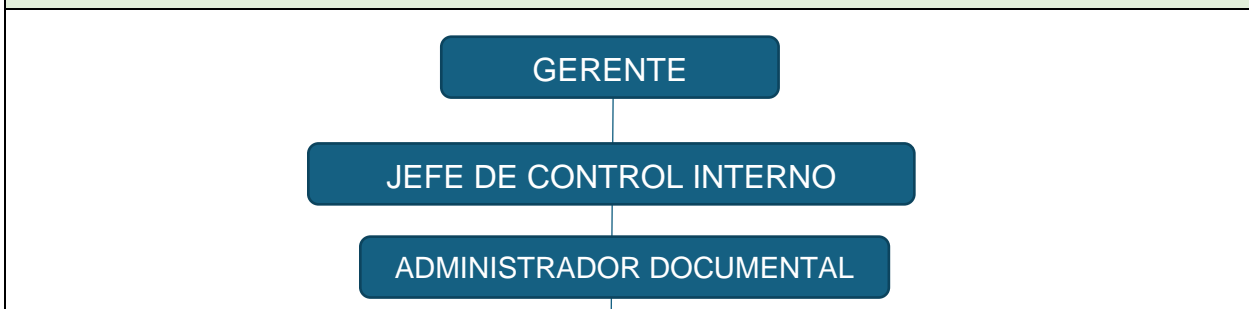 GERENTE
JEFE DE CONTROL INTERNO
ADMINISTRADOR DOCUMENTAL